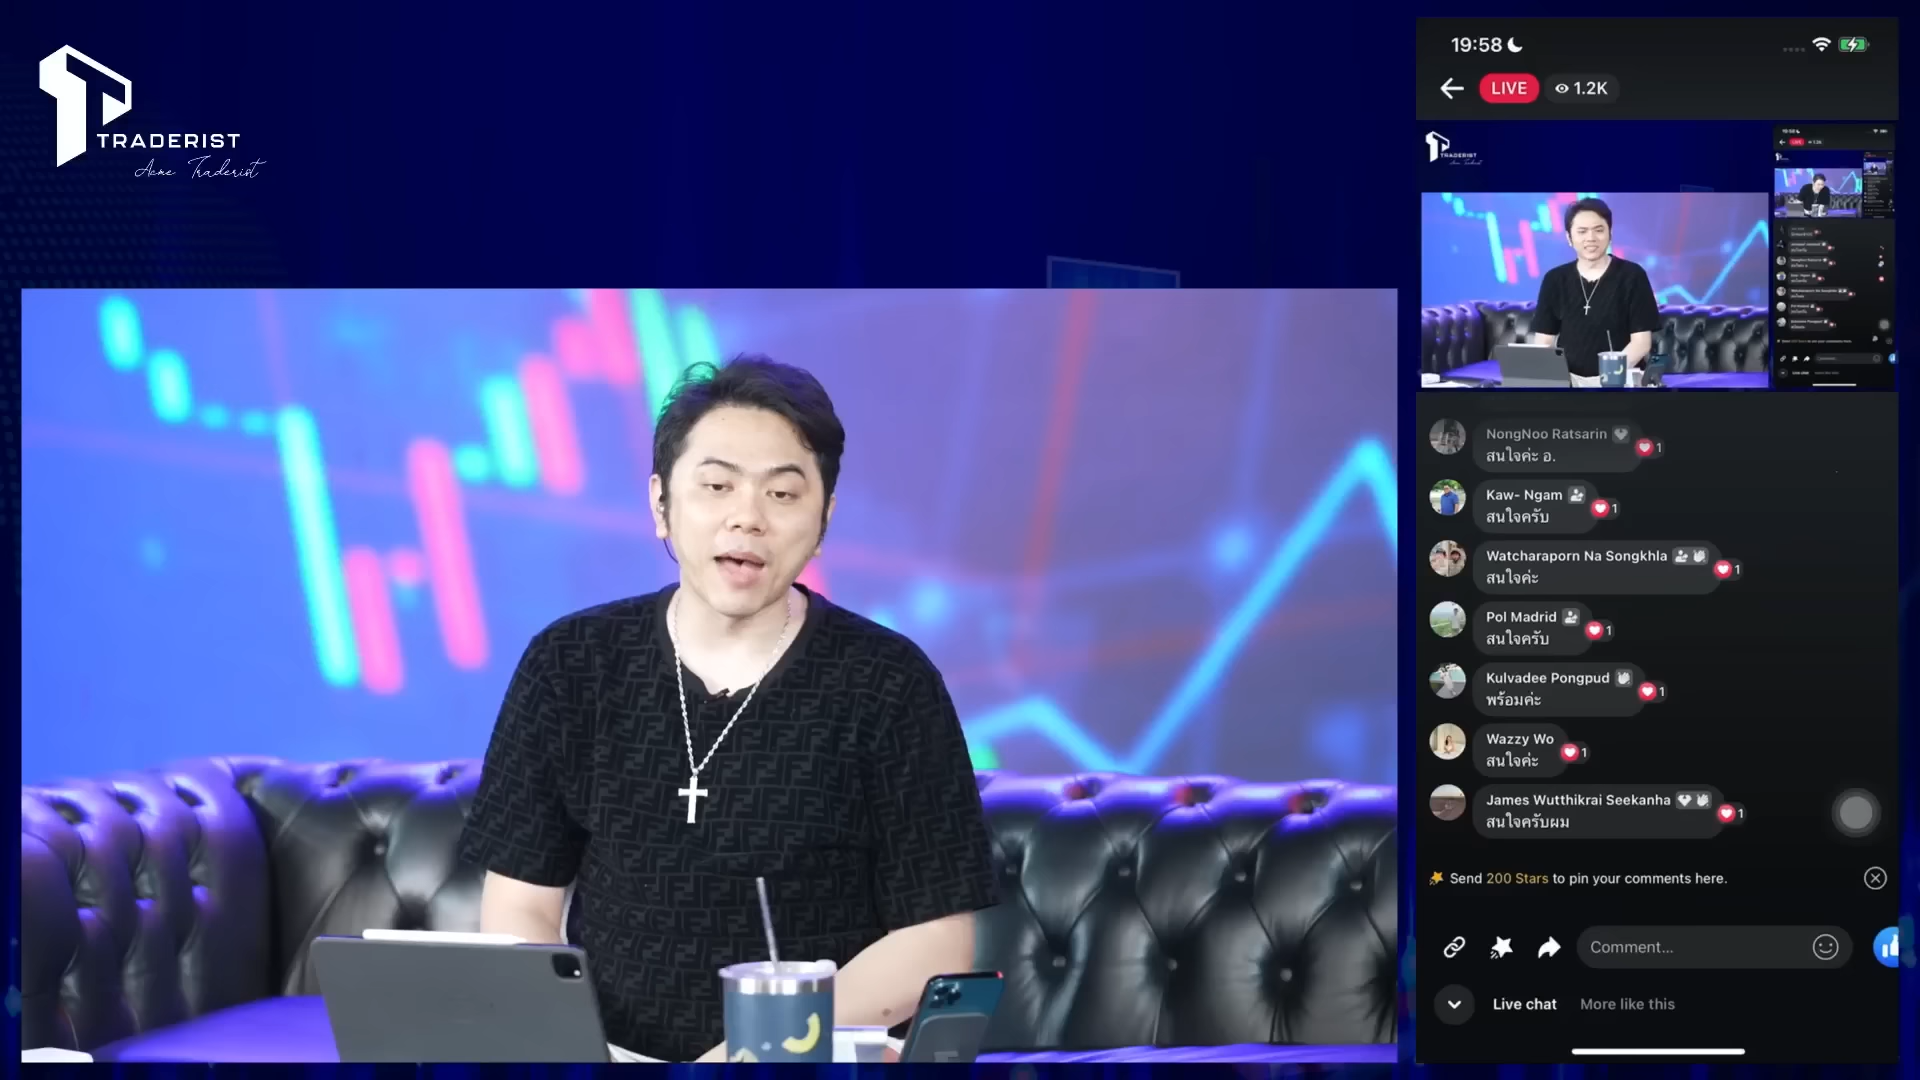 TRADERIST
Acme Traderist
19:58
LIVE
1.2K
TRADERIST
NongNoo Ratsarin
สนใจค่ะ อ.
1
Kaw- Ngam
สนใจครับ
1
Watcharaporn Na Songkhla
สนใจค่ะ
1
Pol Madrid
สนใจครับ
1
Kulvadee Pongpud
พร้อมค่ะ
1
Wazzy Wo
สนใจค่ะ
1
James Wutthikrai Seekanha
สนใจครับผม
1
Send 200 Stars to pin your comments here.
Comment...
Live chat
More like this